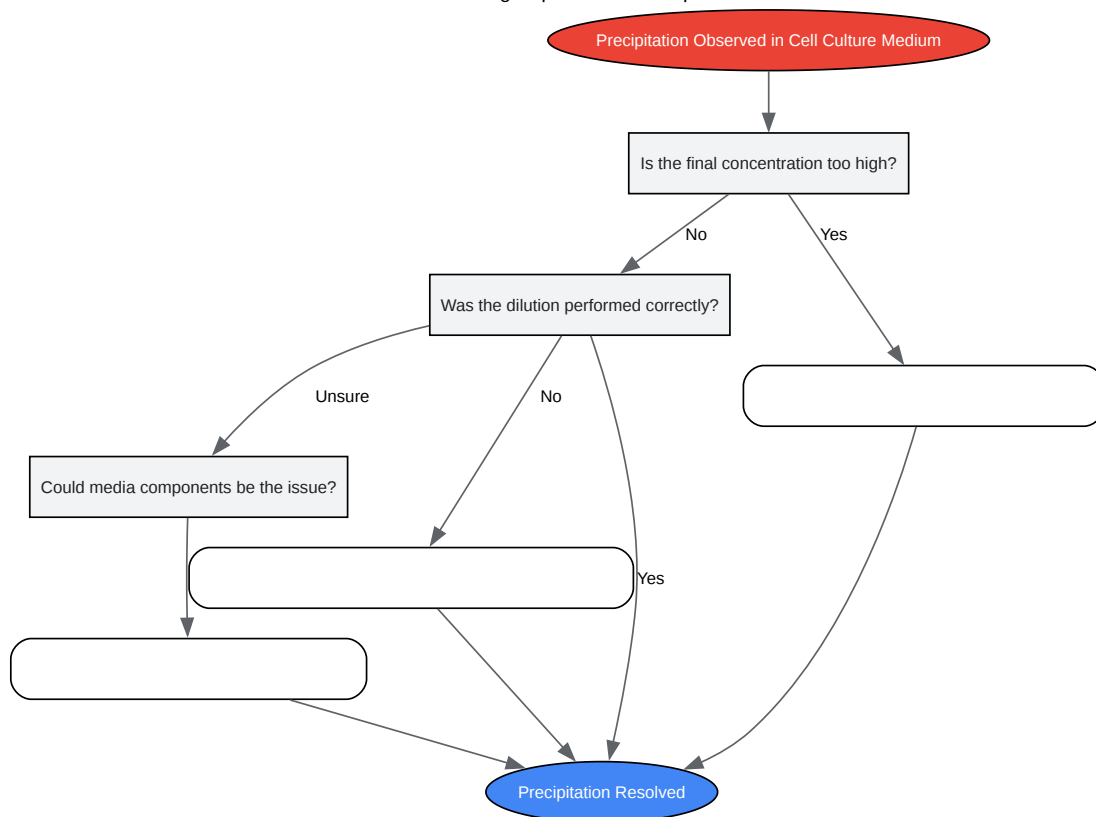 Precipitation Observed in Cell Culture Medium
Is the final concentration too high?
No
Yes
Was the dilution performed correctly?
Unsure
No
Could media components be the issue?
Yes
Precipitation Resolved